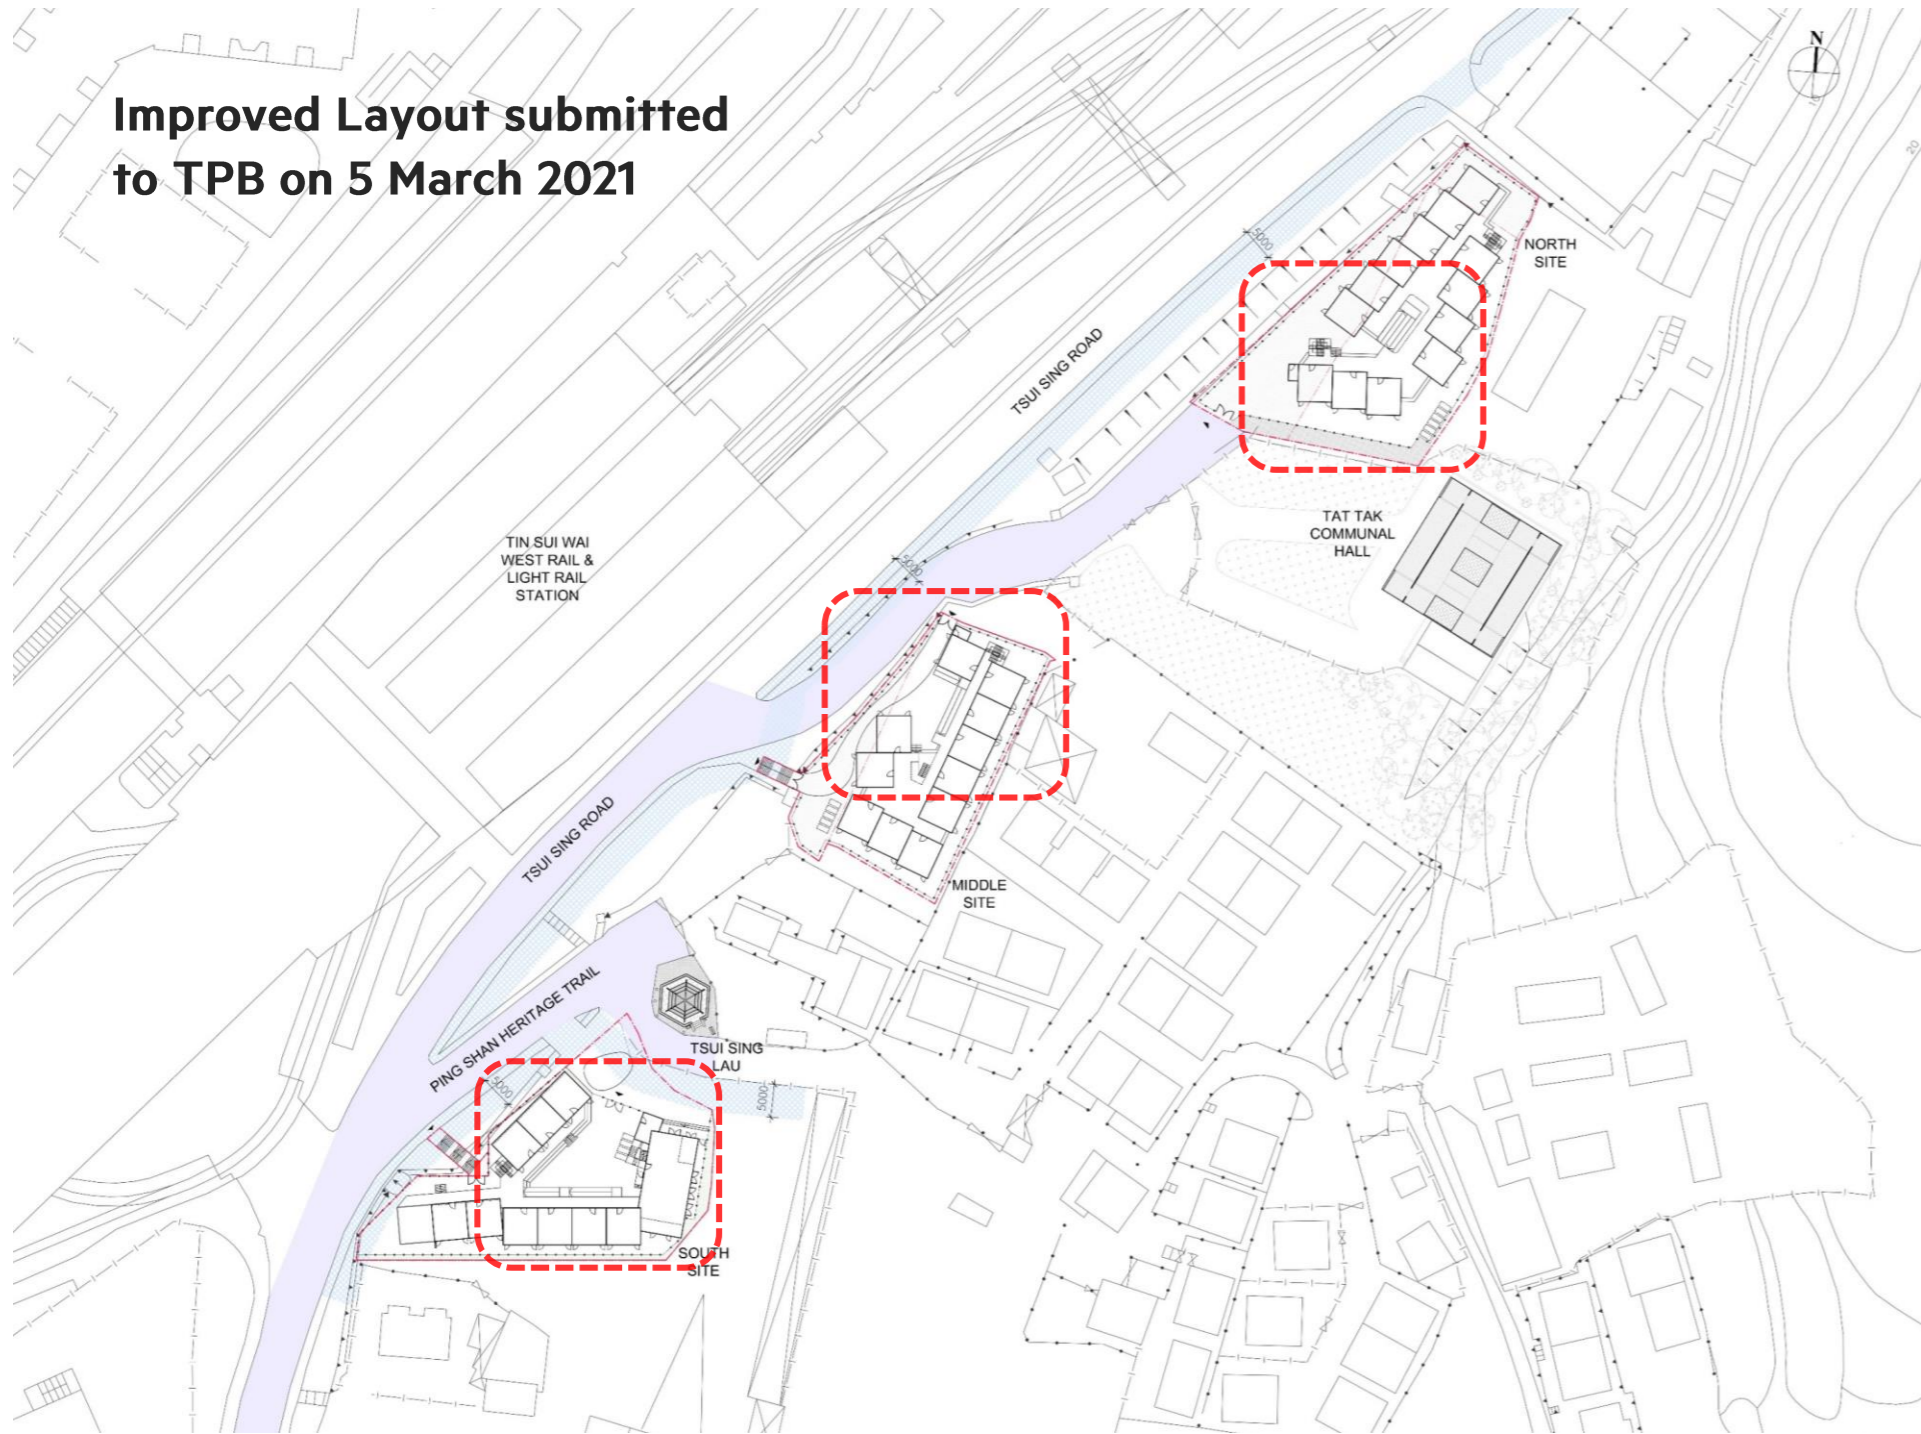 Improved Layout submitted
to TPB on 5 March 2021
N
10
20
5000
NORTH
SITE
TSUI SING ROAD
TAT TAK
COMMUNAL
HALL
TIN SUI WAI
WEST RAIL &
LIGHT RAIL
STATION
5000
TSUI SING ROAD
MIDDLE
SITE
PING SHAN HERITAGE TRAIL
TSUI SING
LAU
5000
5000
SOUTH
SITE